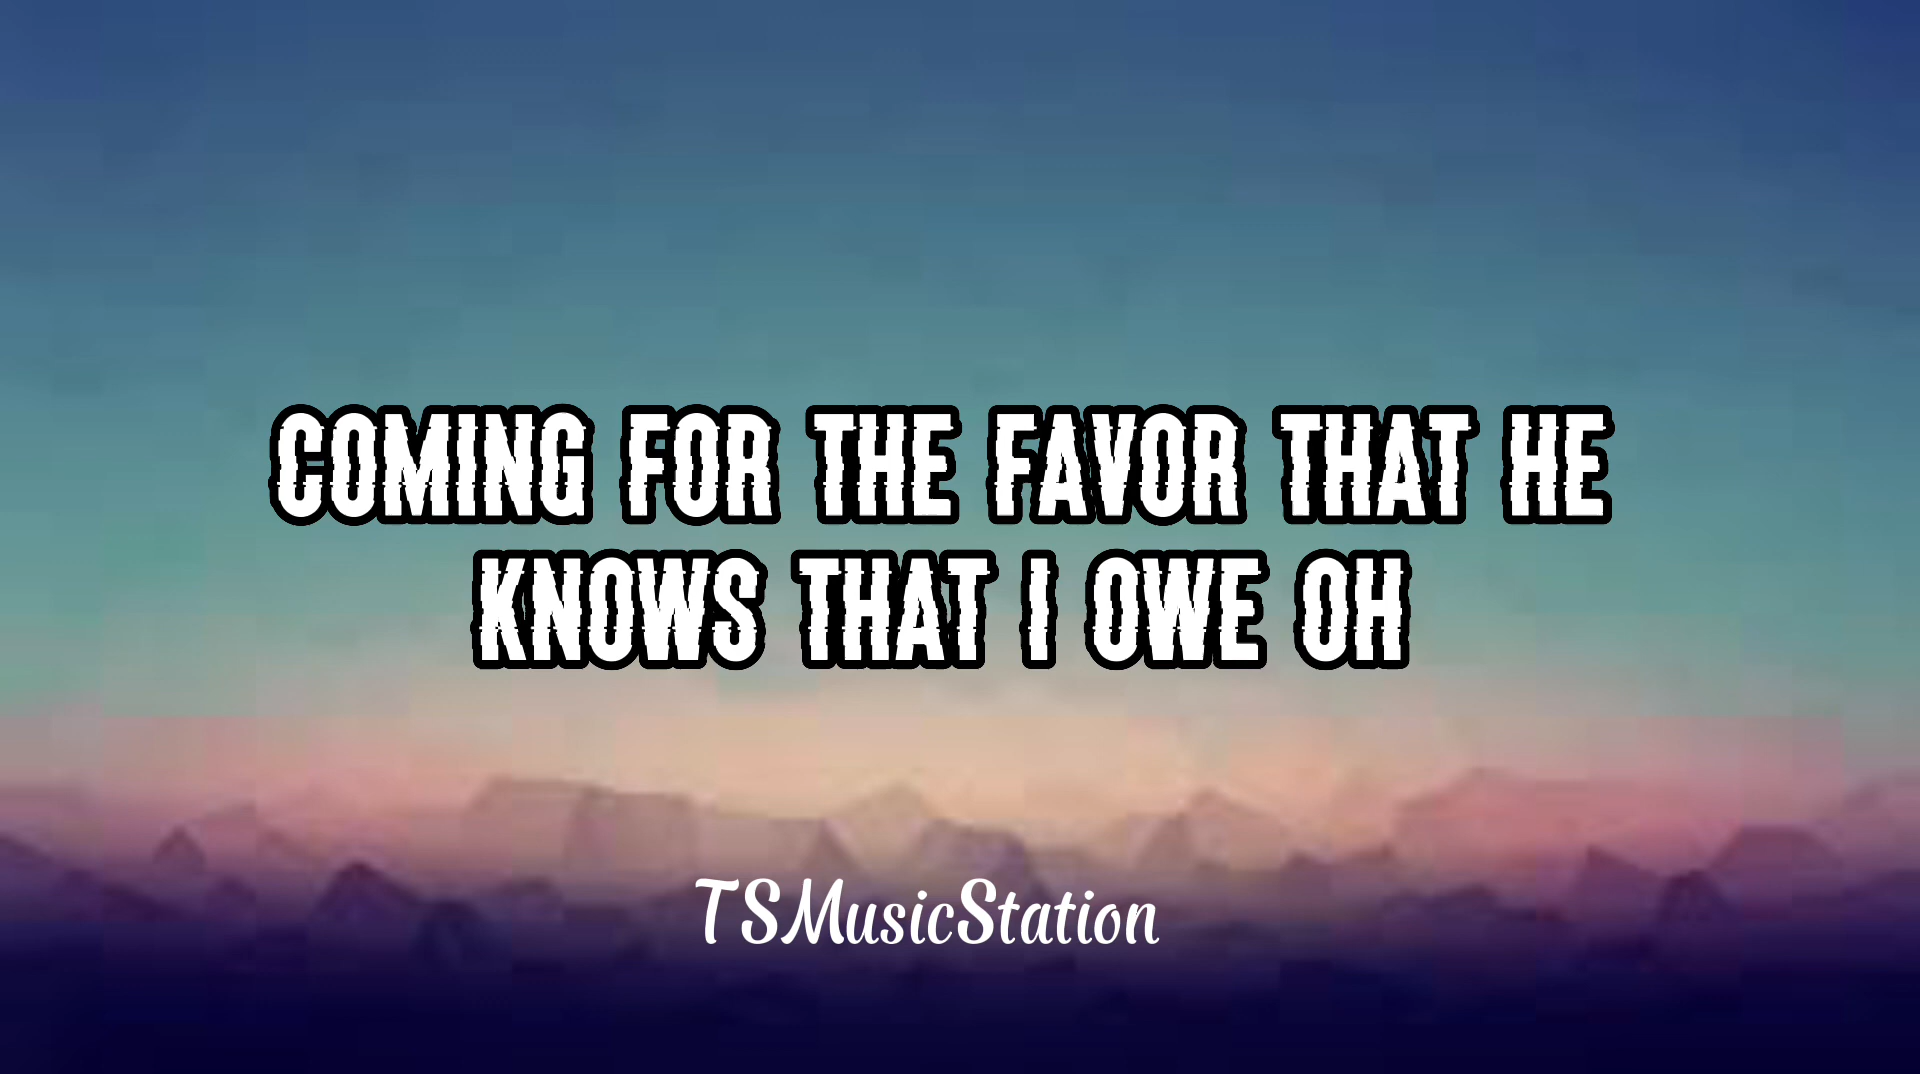 COMING FOR THE FAVOR THAT HE
KNOWS THAT I OWE OH
TSMusicStation